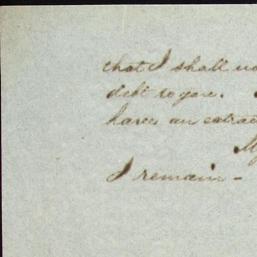 that I shall
debt to you.
have an
I remain -